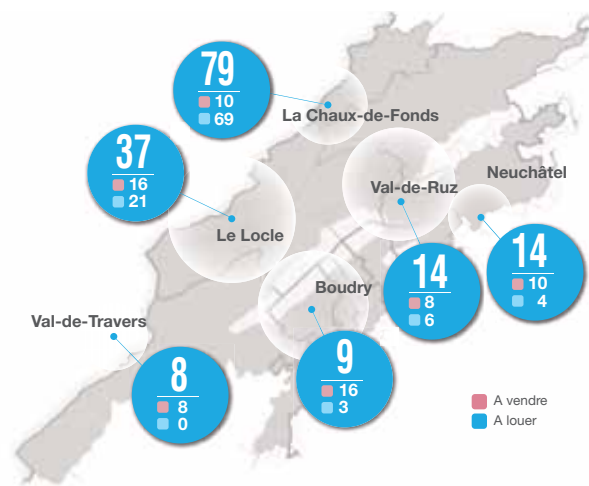 79
10
69
La Chaux-de-Fonds
37
16
21
Le Locle
Val-de-Ruz
14
8
6
Neuchâtel
14
10
4
Boudry
9
16
3
Val-de-Travers
8
8
0
A vendre
A louer